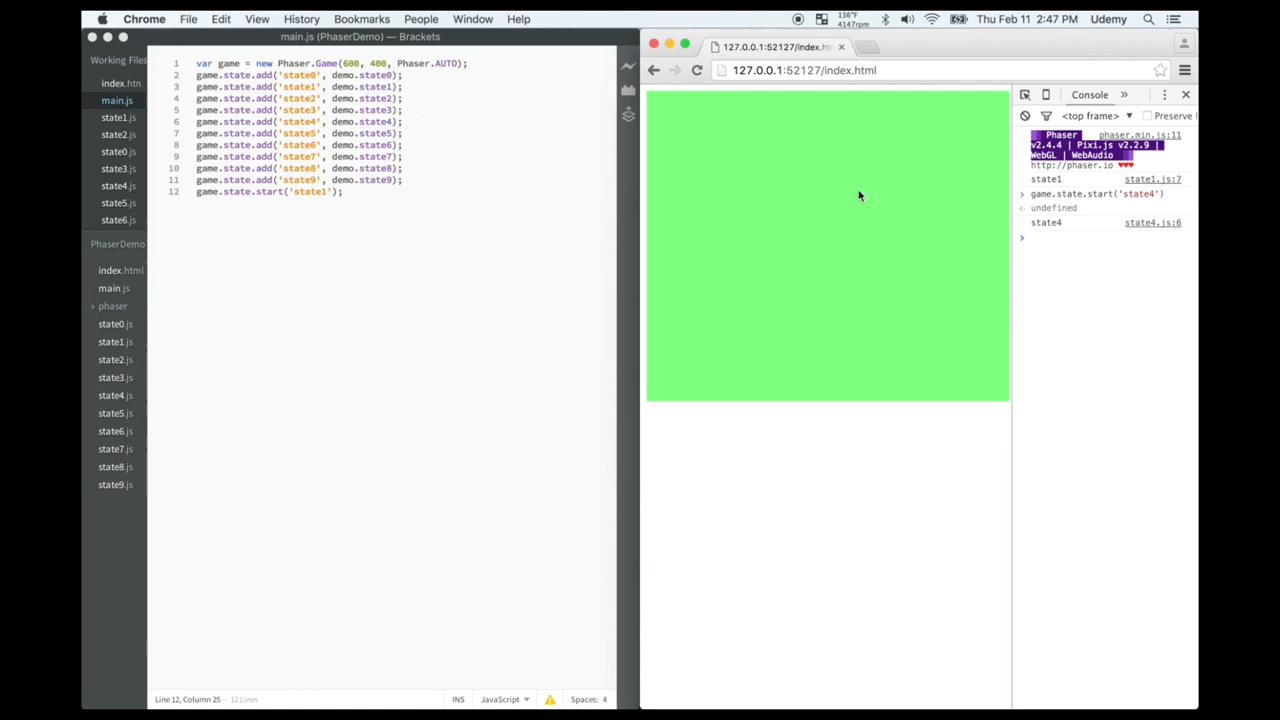 Chrome File Edit View History Bookmarks People Window Help 136°F 4147rpm Thu Feb 11 2:47 PM Udemy
main.js (PhaserDemo) — Brackets
Working Files
index.htn
main.js
state1.js
state2.js
state0.js
state3.js
state4.js
state5.js
state6.js
PhaserDemo
index.html
main.js
phaser
state0.js
state1.js
state2.js
state3.js
state4.js
state5.js
state6.js
state7.js
state8.js
state9.js
1 var game = new Phaser.Game(600, 400, Phaser.AUTO);
2 game.state.add('state0', demo.state0);
3 game.state.add('state1', demo.state1);
4 game.state.add('state2', demo.state2);
5 game.state.add('state3', demo.state3);
6 game.state.add('state4', demo.state4);
7 game.state.add('state5', demo.state5);
8 game.state.add('state6', demo.state6);
9 game.state.add('state7', demo.state7);
10 game.state.add('state8', demo.state8);
11 game.state.add('state9', demo.state9);
12 game.state.start('state1');
Line 12, Column 25 — 12 Lines INS JavaScript Spaces: 4
127.0.0.1:52127/index.ht
127.0.0.1:52127/index.html
Console »
<top frame> Preserve
Phaser phaser.min.js:11
v2.4.4 | Pixi.js v2.2.9 |
WebGL | WebAudio
http://phaser.io ♥♥♥
state1 state1.js:7
> game.state.start('state4')
undefined
state4 state4.js:6
>